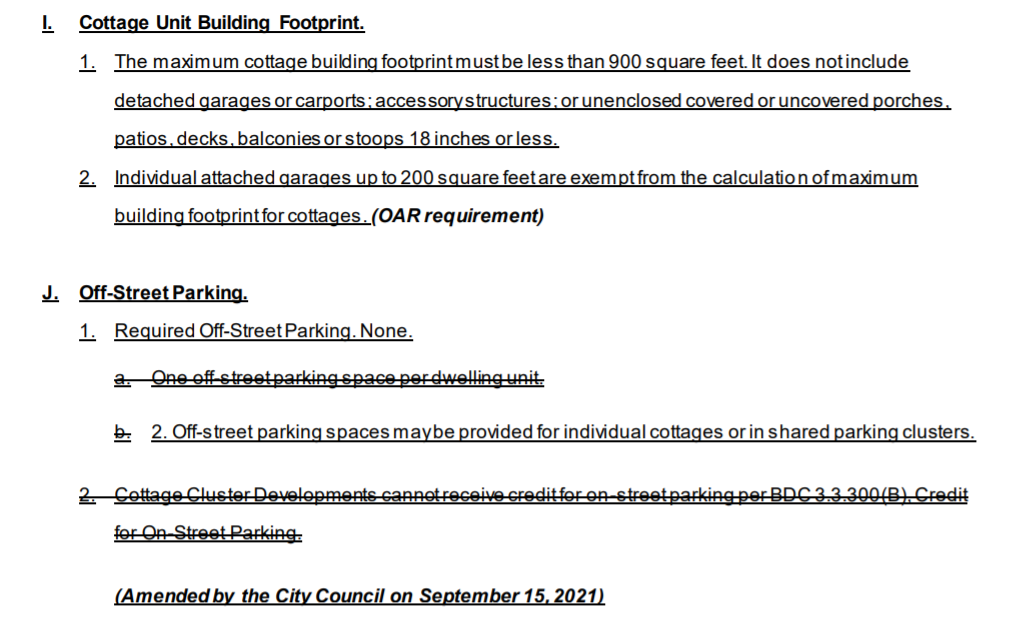 I. Cottage Unit Building Footprint.
1. The maximum cottage building footprint must be less than 900 square feet. It does not include
detached garages or carports; accessory structures; or unenclosed covered or uncovered porches,
patios, decks, balconies or stoops 18 inches or less.
2. Individual attached garages up to 200 square feet are exempt from the calculation of maximum
building footprint for cottages. (OAR requirement)
J. Off-Street Parking.
1. Required Off-Street Parking. None.
a. One off-street parking space per dwelling unit.
b. 2. Off-street parking spaces may be provided for individual cottages or in shared parking clusters.
2. Cottage Cluster Developments cannot receive credit for on-street parking per BDC 3.3.300(B), Credit
for On-Street Parking.
(Amended by the City Council on September 15, 2021)